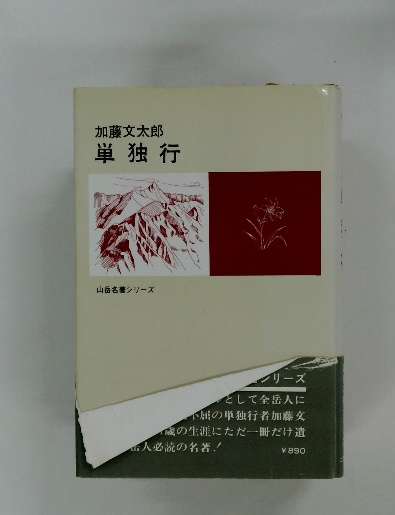 加藤文太郎
単独行
山岳名著シリーズ
シリーズ
として全岳人に
屈の単独行者加藤文
歳の生涯にただ一冊だけ遺
岳人必読の名著!
￥890